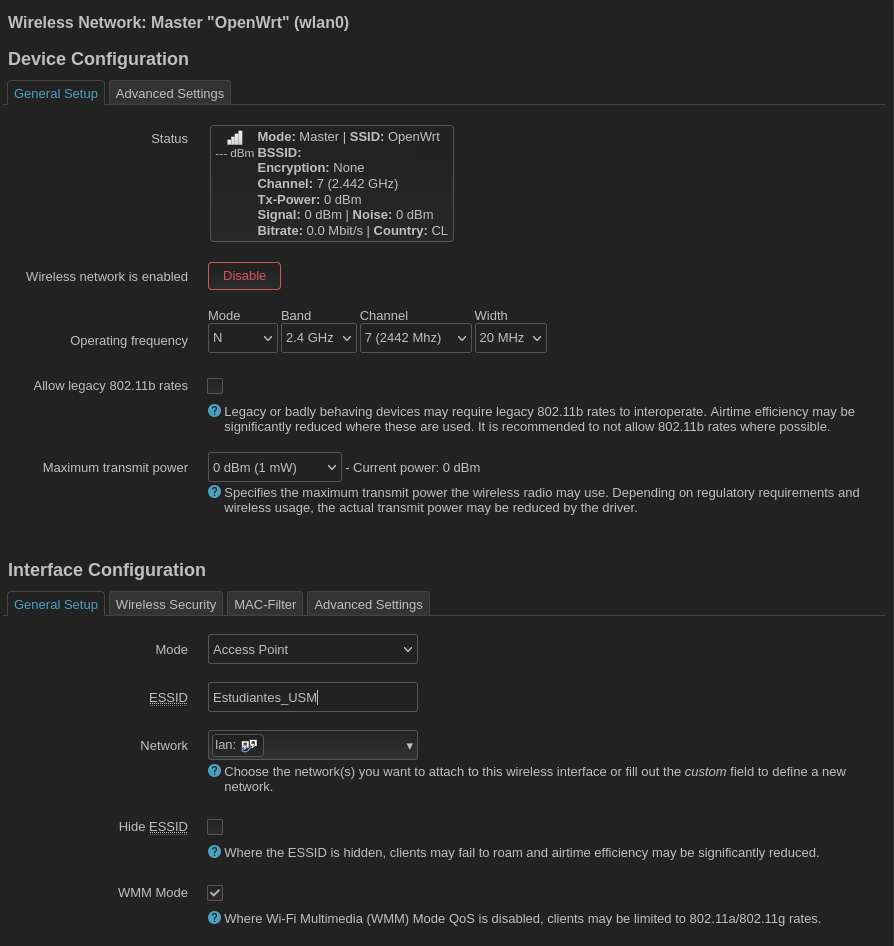 Wireless Network: Master "OpenWrt" (wlan0)
Device Configuration
General Setup Advanced Settings
Status
--- dBm
Mode: Master | SSID: OpenWrt
BSSID:
Encryption: None
Channel: 7 (2.442 GHz)
Tx-Power: 0 dBm
Signal: 0 dBm | Noise: 0 dBm
Bitrate: 0.0 Mbit/s | Country: CL
Wireless network is enabled Disable
Mode Band Channel Width
Operating frequency N 2.4 GHz 7 (2442 Mhz) 20 MHz
Allow legacy 802.11b rates
Legacy or badly behaving devices may require legacy 802.11b rates to interoperate. Airtime efficiency may be
significantly reduced where these are used. It is recommended to not allow 802.11b rates where possible.
Maximum transmit power 0 dBm (1 mW) - Current power: 0 dBm
Specifies the maximum transmit power the wireless radio may use. Depending on regulatory requirements and
wireless usage, the actual transmit power may be reduced by the driver.
Interface Configuration
General Setup Wireless Security MAC-Filter Advanced Settings
Mode Access Point
ESSID Estudiantes_USM
Network lan:
Choose the network(s) you want to attach to this wireless interface or fill out the custom field to define a new
network.
Hide ESSID
Where the ESSID is hidden, clients may fail to roam and airtime efficiency may be significantly reduced.
WMM Mode
Where Wi-Fi Multimedia (WMM) Mode QoS is disabled, clients may be limited to 802.11a/802.11g rates.